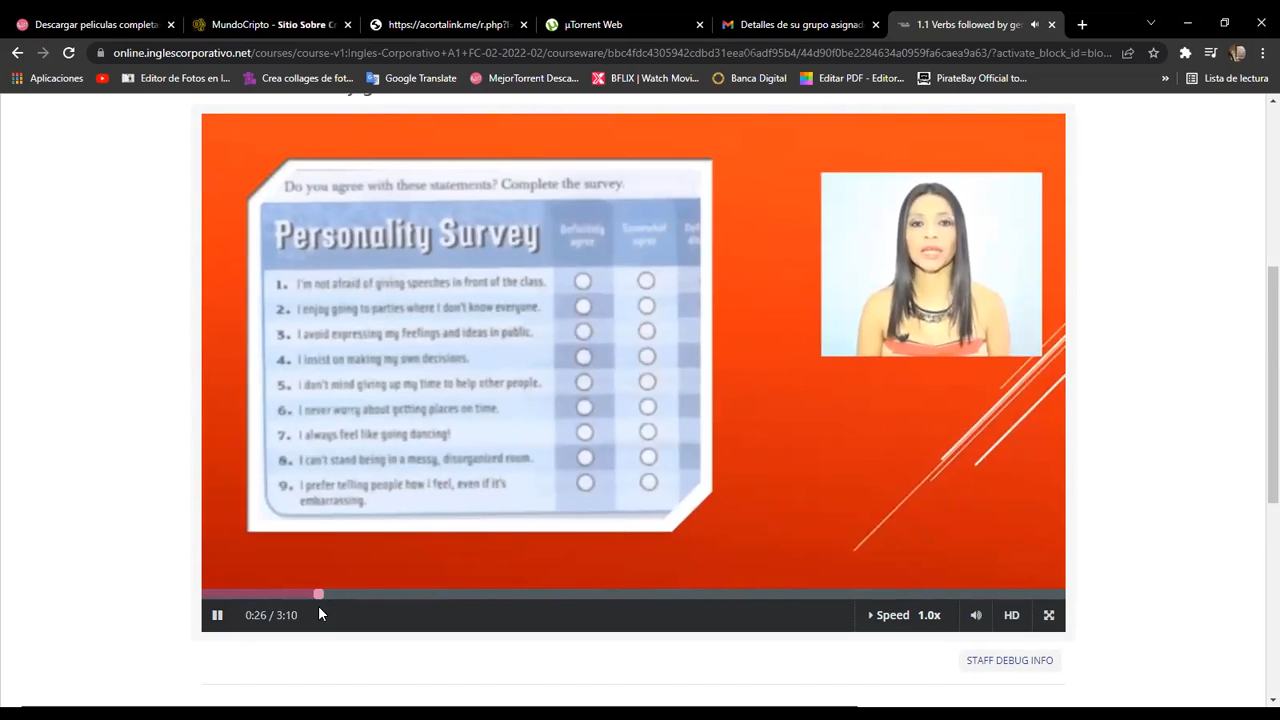 Descargar películas completa
MundoCripto - Sitio Sobre C
https://acortalink.me/r.php?l=
µTorrent Web
Detalles de su grupo asignad
1.1 Verbs followed by ge
online.inglescorporativo.net/courses/course-v1:Ingles-Corporativo+A1+FC-02-2022-02/courseware/bbc4fdc4305942cdbd31eea06adf95b4/44d90f0be2284634a0959fa6caea9a63/?activate_block_id=blo...
Aplicaciones
Editor de Fotos en l...
Crea collages de fot...
Google Translate
MejorTorrent Desca...
BFLIX | Watch Movi...
Banca Digital
Editar PDF - Editor...
PirateBay Official to...
»
Lista de lectura
Do you agree with these statements? Complete the survey.
Personality Survey
Definitely
agree
Somewhat
agree
1. I'm not afraid of giving speeches in front of the class.
2. I enjoy going to parties where I don't know everyone.
3. I avoid expressing my feelings and ideas in public.
4. I insist on making my own decisions.
5. I don't mind giving up my time to help other people.
6. I never worry about getting places on time.
7. I always feel like going dancing!
8. I can't stand being in a messy, disorganized room.
9. I prefer telling people how I feel, even if it's
embarrassing.
0:26 / 3:10
Speed 1.0x
HD
STAFF DEBUG INFO